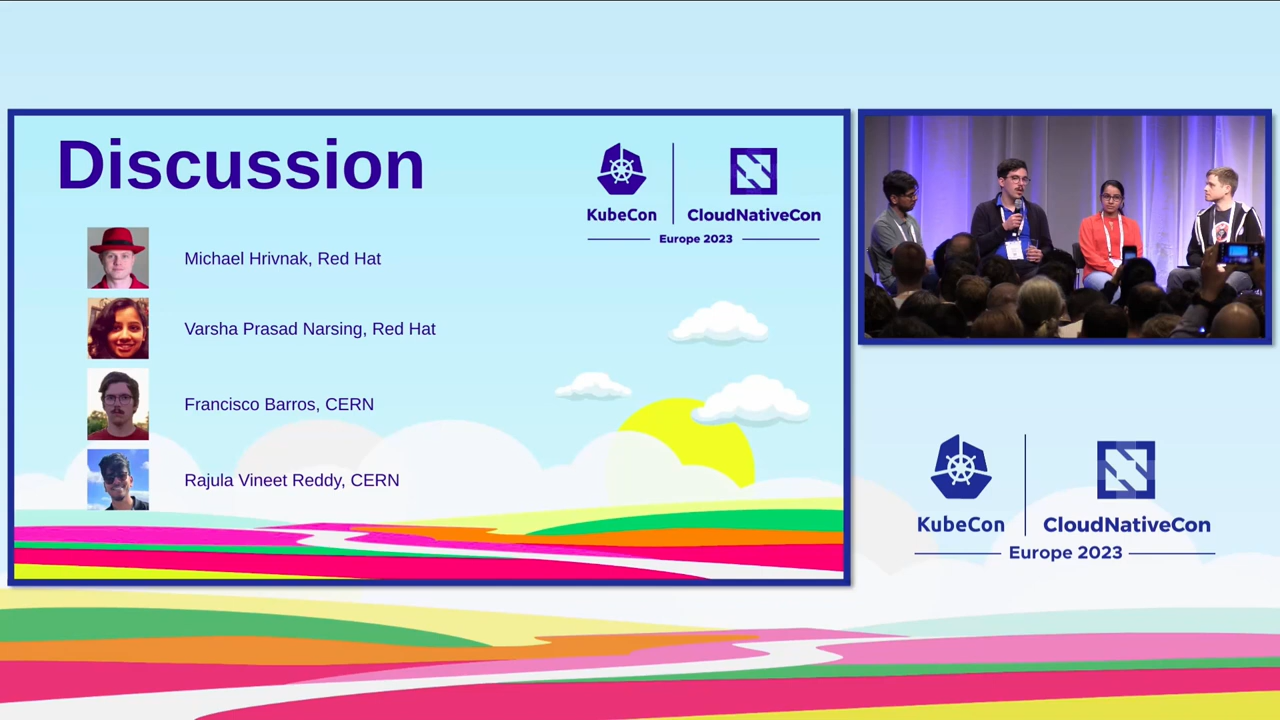 Discussion
KubeCon
CloudNativeCon
Europe 2023
Michael Hrivnak, Red Hat
Varsha Prasad Narsing, Red Hat
Francisco Barros, CERN
Rajula Vineet Reddy, CERN
KubeCon
CloudNativeCon
Europe 2023